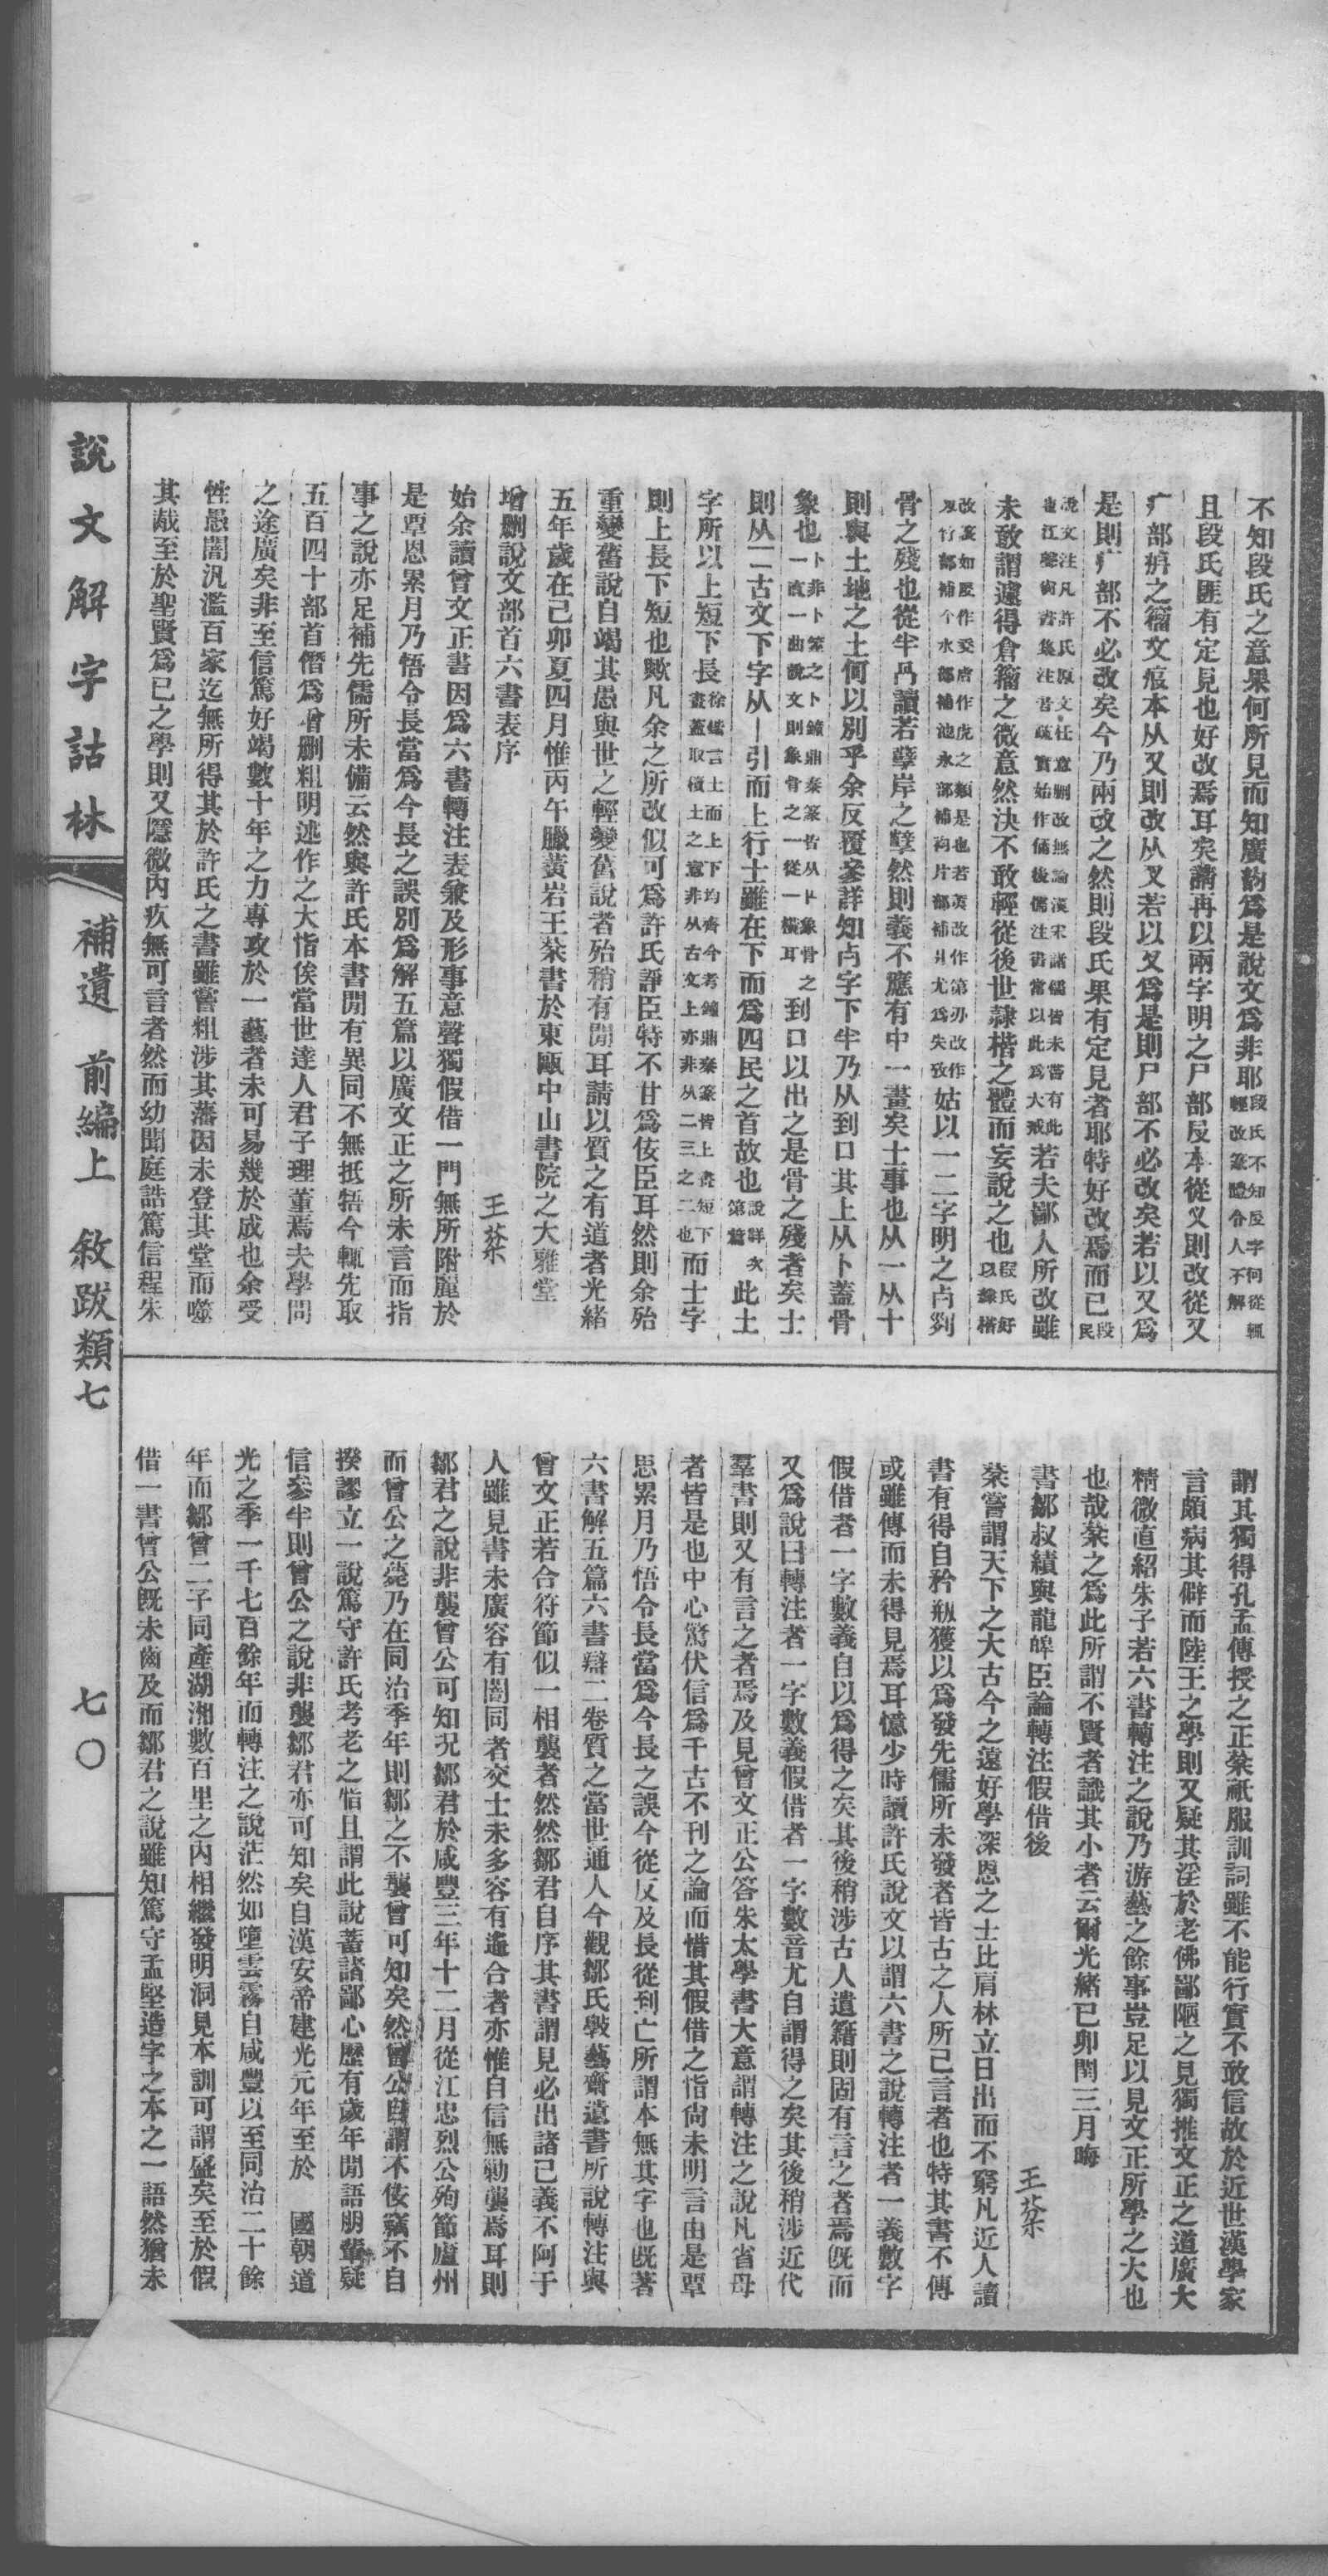 不知段氏之意果何所見而知廣韵爲是說文爲非耶段氏不知𠬝字何從輒輕改篆體令人不解
且段氏匪有定見也好改焉耳矣請再以兩字明之尸部𠬝本從又則改從又
疒部㾞之籀文痕本从又則改从叉若以叉爲是則尸部不必改矣若以又爲
是則疒部不必改矣今乃兩改之然則段氏果有定見者耶特好改焉而已段氏
說文注凡許氏原文任意删改無論漢宋諸儒皆未嘗有此
惟江聲尙書集注音疏實始作俑後儒注書當以此爲大戒若夫鄙人所改雖
未敢謂遽得倉籀之微意然決不敢輕從後世隸楷之體而妄說之也段氏好以隸楷
改篆如𠬝作㕞虍作虎之類是也若英改作第刃改作
又竹部補个水部補池永部補片部補爿尤爲失攷姑以一二字明之歺𠛱
骨之殘也從半冎讀若櫱岸之櫱然則義不應有中一畫矣士事也从一从十
則與土地之土何以別乎余反覆參詳知歺字下半乃从到口其上从卜蓋骨
象也卜非卜筮之卜鐘鼎秦篆皆从卜象骨之一直一曲說文則象骨之一從一橫耳到口以出之是骨之殘者矣士
則从二古文下字从丨引而上行士雖在下而爲四民之首故也說詳次第篇此士
字所以上短下長徐鍇言士而上下均齊今考鐘鼎秦篆皆上畫短下畫蓋取積土之意非从古文上亦非从二三之二也而士字
則上長下短也歟凡余之所改似可爲許氏諍臣特不甘爲佞臣耳然則余殆
重變舊說自竭其愚與世之輕變舊說者殆稍有閒耳請以質之有道者光緒
五年歲在己卯夏四月惟丙午臘黃岩王棻書於東甌中山書院之大雅堂
增删說文部首六書表序
王棻
始余讀曾文正書因爲六書轉注表兼及形事意聲獨假借一門無所附麗於
是覃思累月乃悟令長當爲今長之誤別爲解五篇以廣文正之所未言而指
事之說亦足補先儒所未備云然與許氏本書閒有異同不無抵牾今輒先取
五百四十部首僭爲增删粗明述作之大恉俟當世達人君子理董焉夫學問
之途廣矣非至信篤好竭數十年之力專攻於一藝者未可易幾於成也余受
性愚闇汎濫百家迄無所得其於許氏之書雖嘗粗涉其藩因未登其堂而嚌
其胾至於聖賢爲已之學則又隱微內疚無可言者然而幼聞庭誥篤信程朱
謂其獨得孔孟傳授之正棻祇服訓詞雖不能行實不敢信故於近世漢學家
言頗病其僻而陸王之學則又疑其淫於老佛鄙陋之見獨推文正之道廣大
精微直紹朱子若六書轉注之說乃游藝之餘事豈足以見文正所學之大也
也哉棻之爲此所謂不賢者識其小者云爾光緒已卯閏三月晦
書鄒叔績與龍皞臣論轉注假借後
王棻
棻嘗謂天下之大古今之遠好學深思之士比肩林立日出而不窮凡近人讀
書有得自矜瓶獲以爲發先儒所未發者皆古之人所已言者也特其書不傳
或雖傳而未得見焉耳憶少時讀許氏說文以謂六書之說轉注者一義數字
假借者一字數義自以爲得之矣其後稍涉古人遺籍則固有言之者焉旣而
又爲說曰轉注者一字數義假借者一字數音尤自謂得之矣其後稍涉近代
羣書則又有言之者焉及見曾文正公答朱太學書大意謂轉注之說凡省母
者皆是也中心驚伏信爲千古不刊之論而惜其假借之恉尙未明言由是覃
思累月乃悟令長當爲今長之誤今從反及長從到亡所謂本無其字也旣著
六書解五篇六書辯二卷質之當世通人今觀鄒氏斅藝齋遺書所說轉注與
曾文正若合符節似一相襲者然然鄒君自序其書謂見必出諸己義不阿于
人雖見書未廣容有闇同者交士未多容有遙合者亦惟自信無勦襲焉耳則
鄒君之說非襲曾公可知況鄒君於咸豐三年十二月從江忠烈公殉節廬州
而曾公之薨乃在同治季年則鄒之不襲曾可知矣然曾公自謂不佞竊不自
揆謬立一說篤守許氏考老之恉且謂此說蓄諸鄙心歷有歲年閒語朋輩疑
信參半則曾公之說非襲鄒君亦可知矣自漢安帝建光元年至於　國朝道
光之季一千七百餘年而轉注之說茫然如墮雲霧自咸豐以至同治二十餘
年而鄒曾二子同產湖湘數百里之內相繼發明洞見本訓可謂盛矣至於假
借一書曾公旣未齒及而鄒君之說雖知篤守孟堅造字之本之一語然猶未
說文解字詁林
補遺　前編上　敘跋類七
七〇